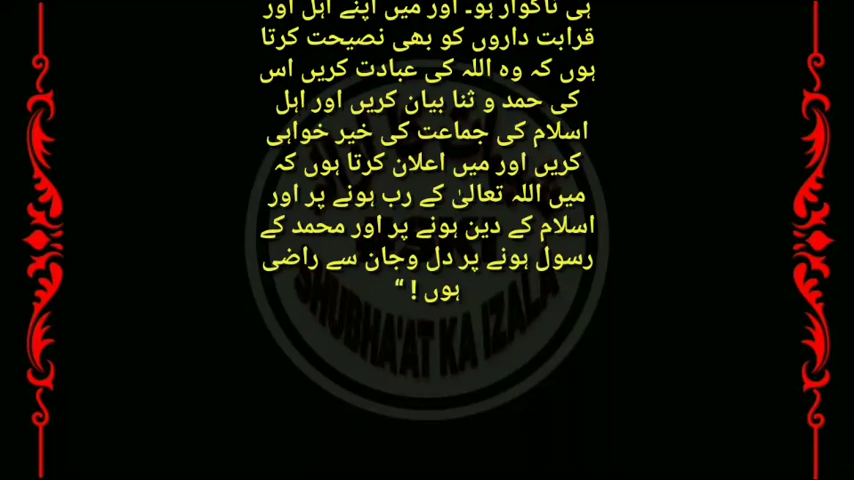 ہی ناگوار ہو۔ اور میں اپنے اہل اور
قرابت داروں کو بھی نصیحت کرتا
ہوں کہ وہ اللہ کی عبادت کریں اس
کی حمد و ثنا بیان کریں اور اہل
اسلام کی جماعت کی خیر خواہی
کریں اور میں اعلان کرتا ہوں کہ
میں اللہ تعالیٰ کے رب ہونے پر اور
اسلام کے دین ہونے پر اور محمد کے
رسول ہونے پر دل وجان سے راضی
ہوں ! “
SHUBHA'AT KA IZALA